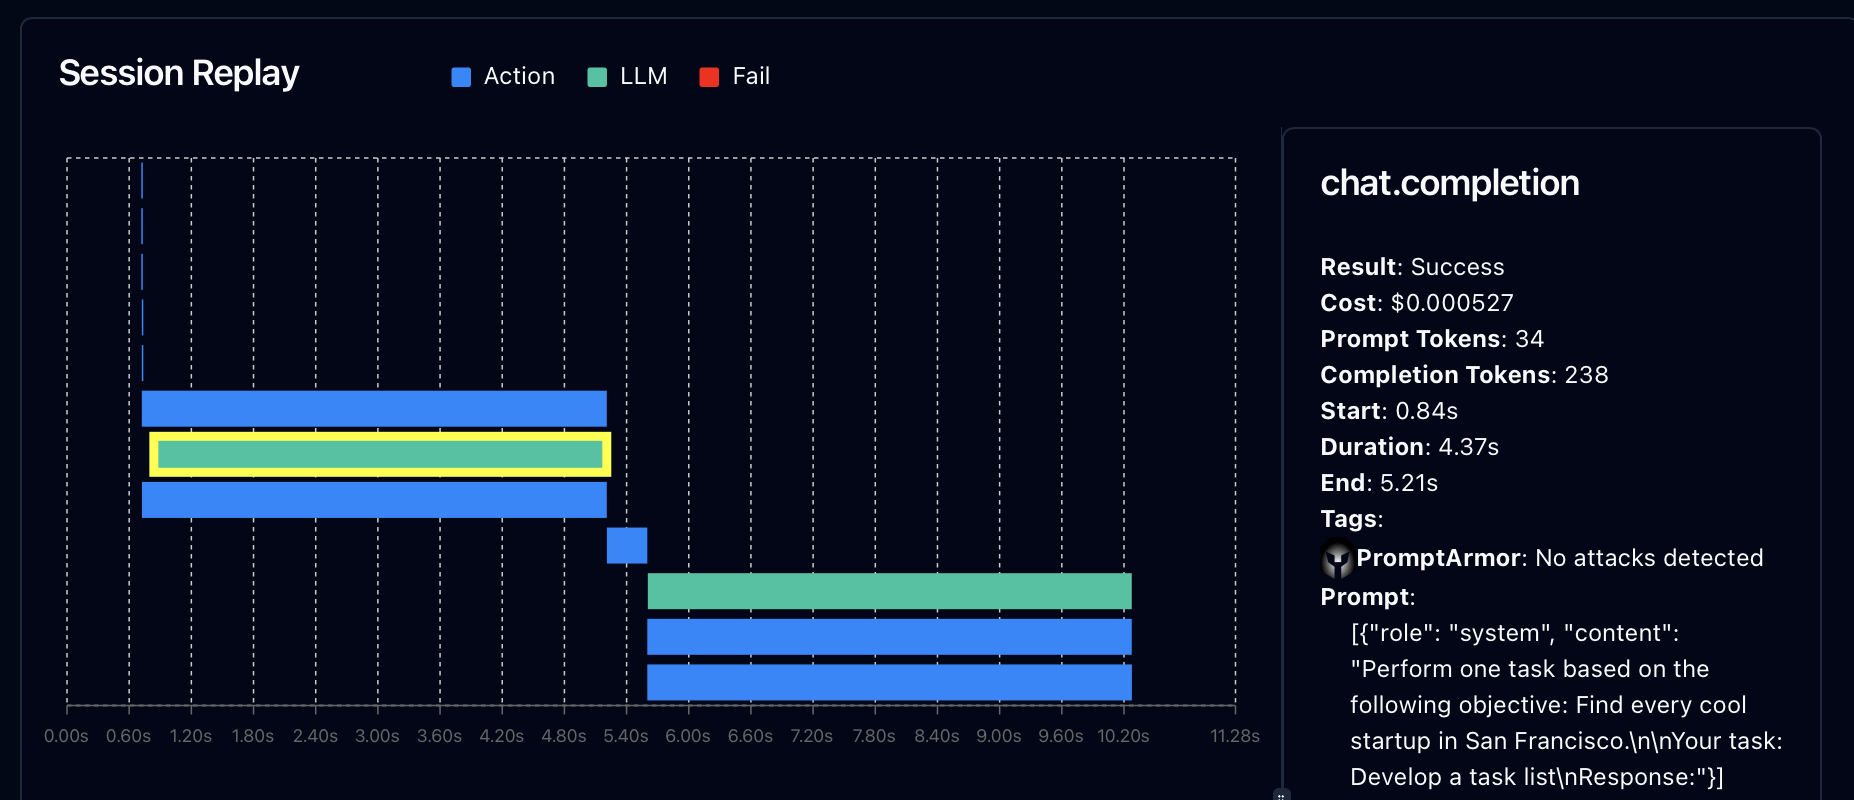 Session Replay
Action
LLM
Fail
0.00s
0.60s
1.20s
1.80s
2.40s
3.00s
3.60s
4.20s
4.80s
5.40s
6.00s
6.60s
7.20s
7.80s
8.40s
9.00s
9.60s
10.20s
11.28s
chat.completion
Result: Success
Cost: $0.000527
Prompt Tokens: 34
Completion Tokens: 238
Start: 0.84s
Duration: 4.37s
End: 5.21s
Tags:
PromptArmor: No attacks detected
Prompt:
[{"role": "system", "content":
"Perform one task based on the
following objective: Find every cool
startup in San Francisco.\n\nYour task:
Develop a task list\nResponse:"}]